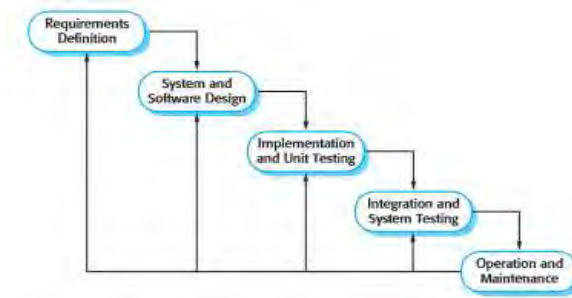 Requirements
Definition
System and
Software Design
Implementation
and Unit Testing
Integration and
System Testing
Operation and
Maintenance